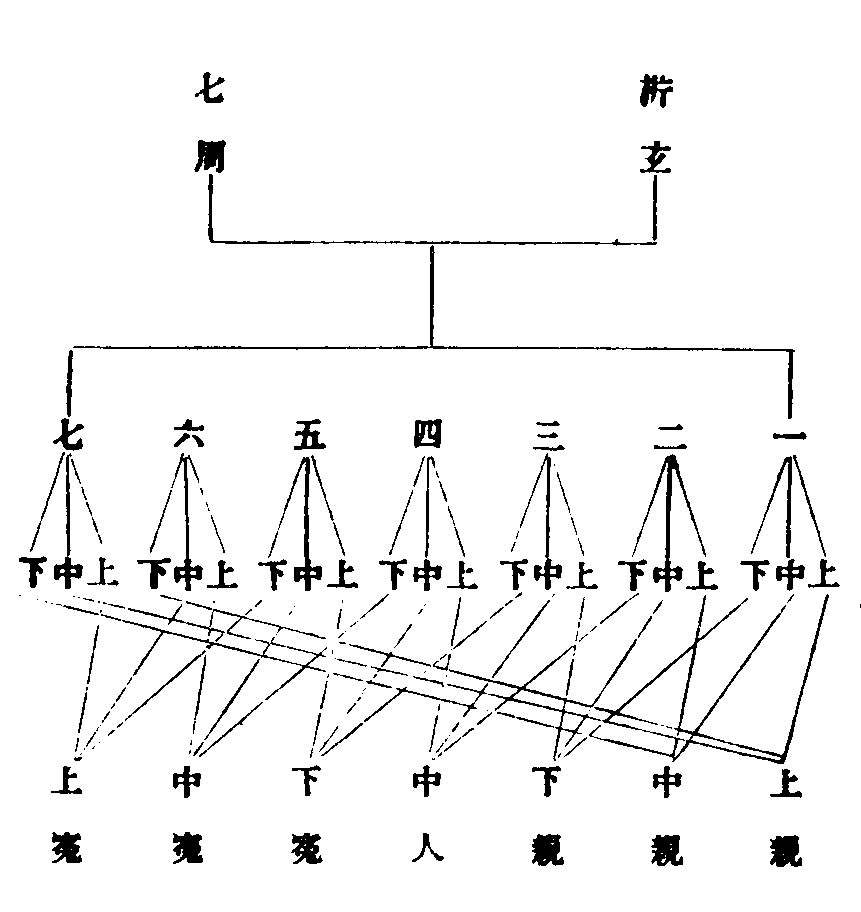 析玄
七周
一
二
三
四
五
六
七
上中下
上中下
上中下
上中下
上中下
上中下
上中下
上親
中親
下親
中人
下寃
中寃
上寃